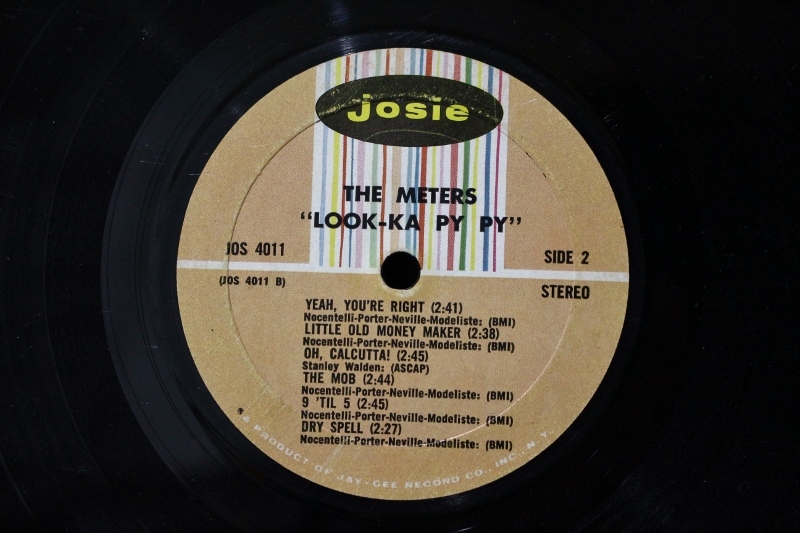 josie
THE METERS
"LOOK-KA PY PY"
JOS 4011
SIDE 2
(JOS 4011 B)
STEREO
YEAH, YOU'RE RIGHT (2:41)
Nocentelli-Porter-Neville-Modeliste: (BMI)
LITTLE OLD MONEY MAKER (2:38)
Nocentelli-Porter-Neville-Modeliste: (BMI)
OH, CALCUTTA! (2:45)
Stanley Walden: (ASCAP)
THE MOB (2:44)
Nocentelli-Porter-Neville-Modeliste: (BMI)
9 'TIL 5 (2:45)
Nocentelli-Porter-Neville-Modeliste: (BMI)
DRY SPELL (2:27)
Nocentelli-Porter-Neville-Modeliste: (BMI)
A PRODUCT OF JAY-GEE RECORD CO., INC., N. Y.